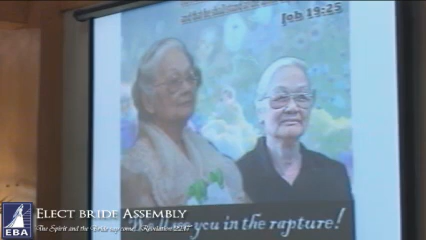 Job 19:25
you in the rapture!
ELECT BRIDE ASSEMBLY
The Spirit and the Bride say come... Revelation 22:17
EBA